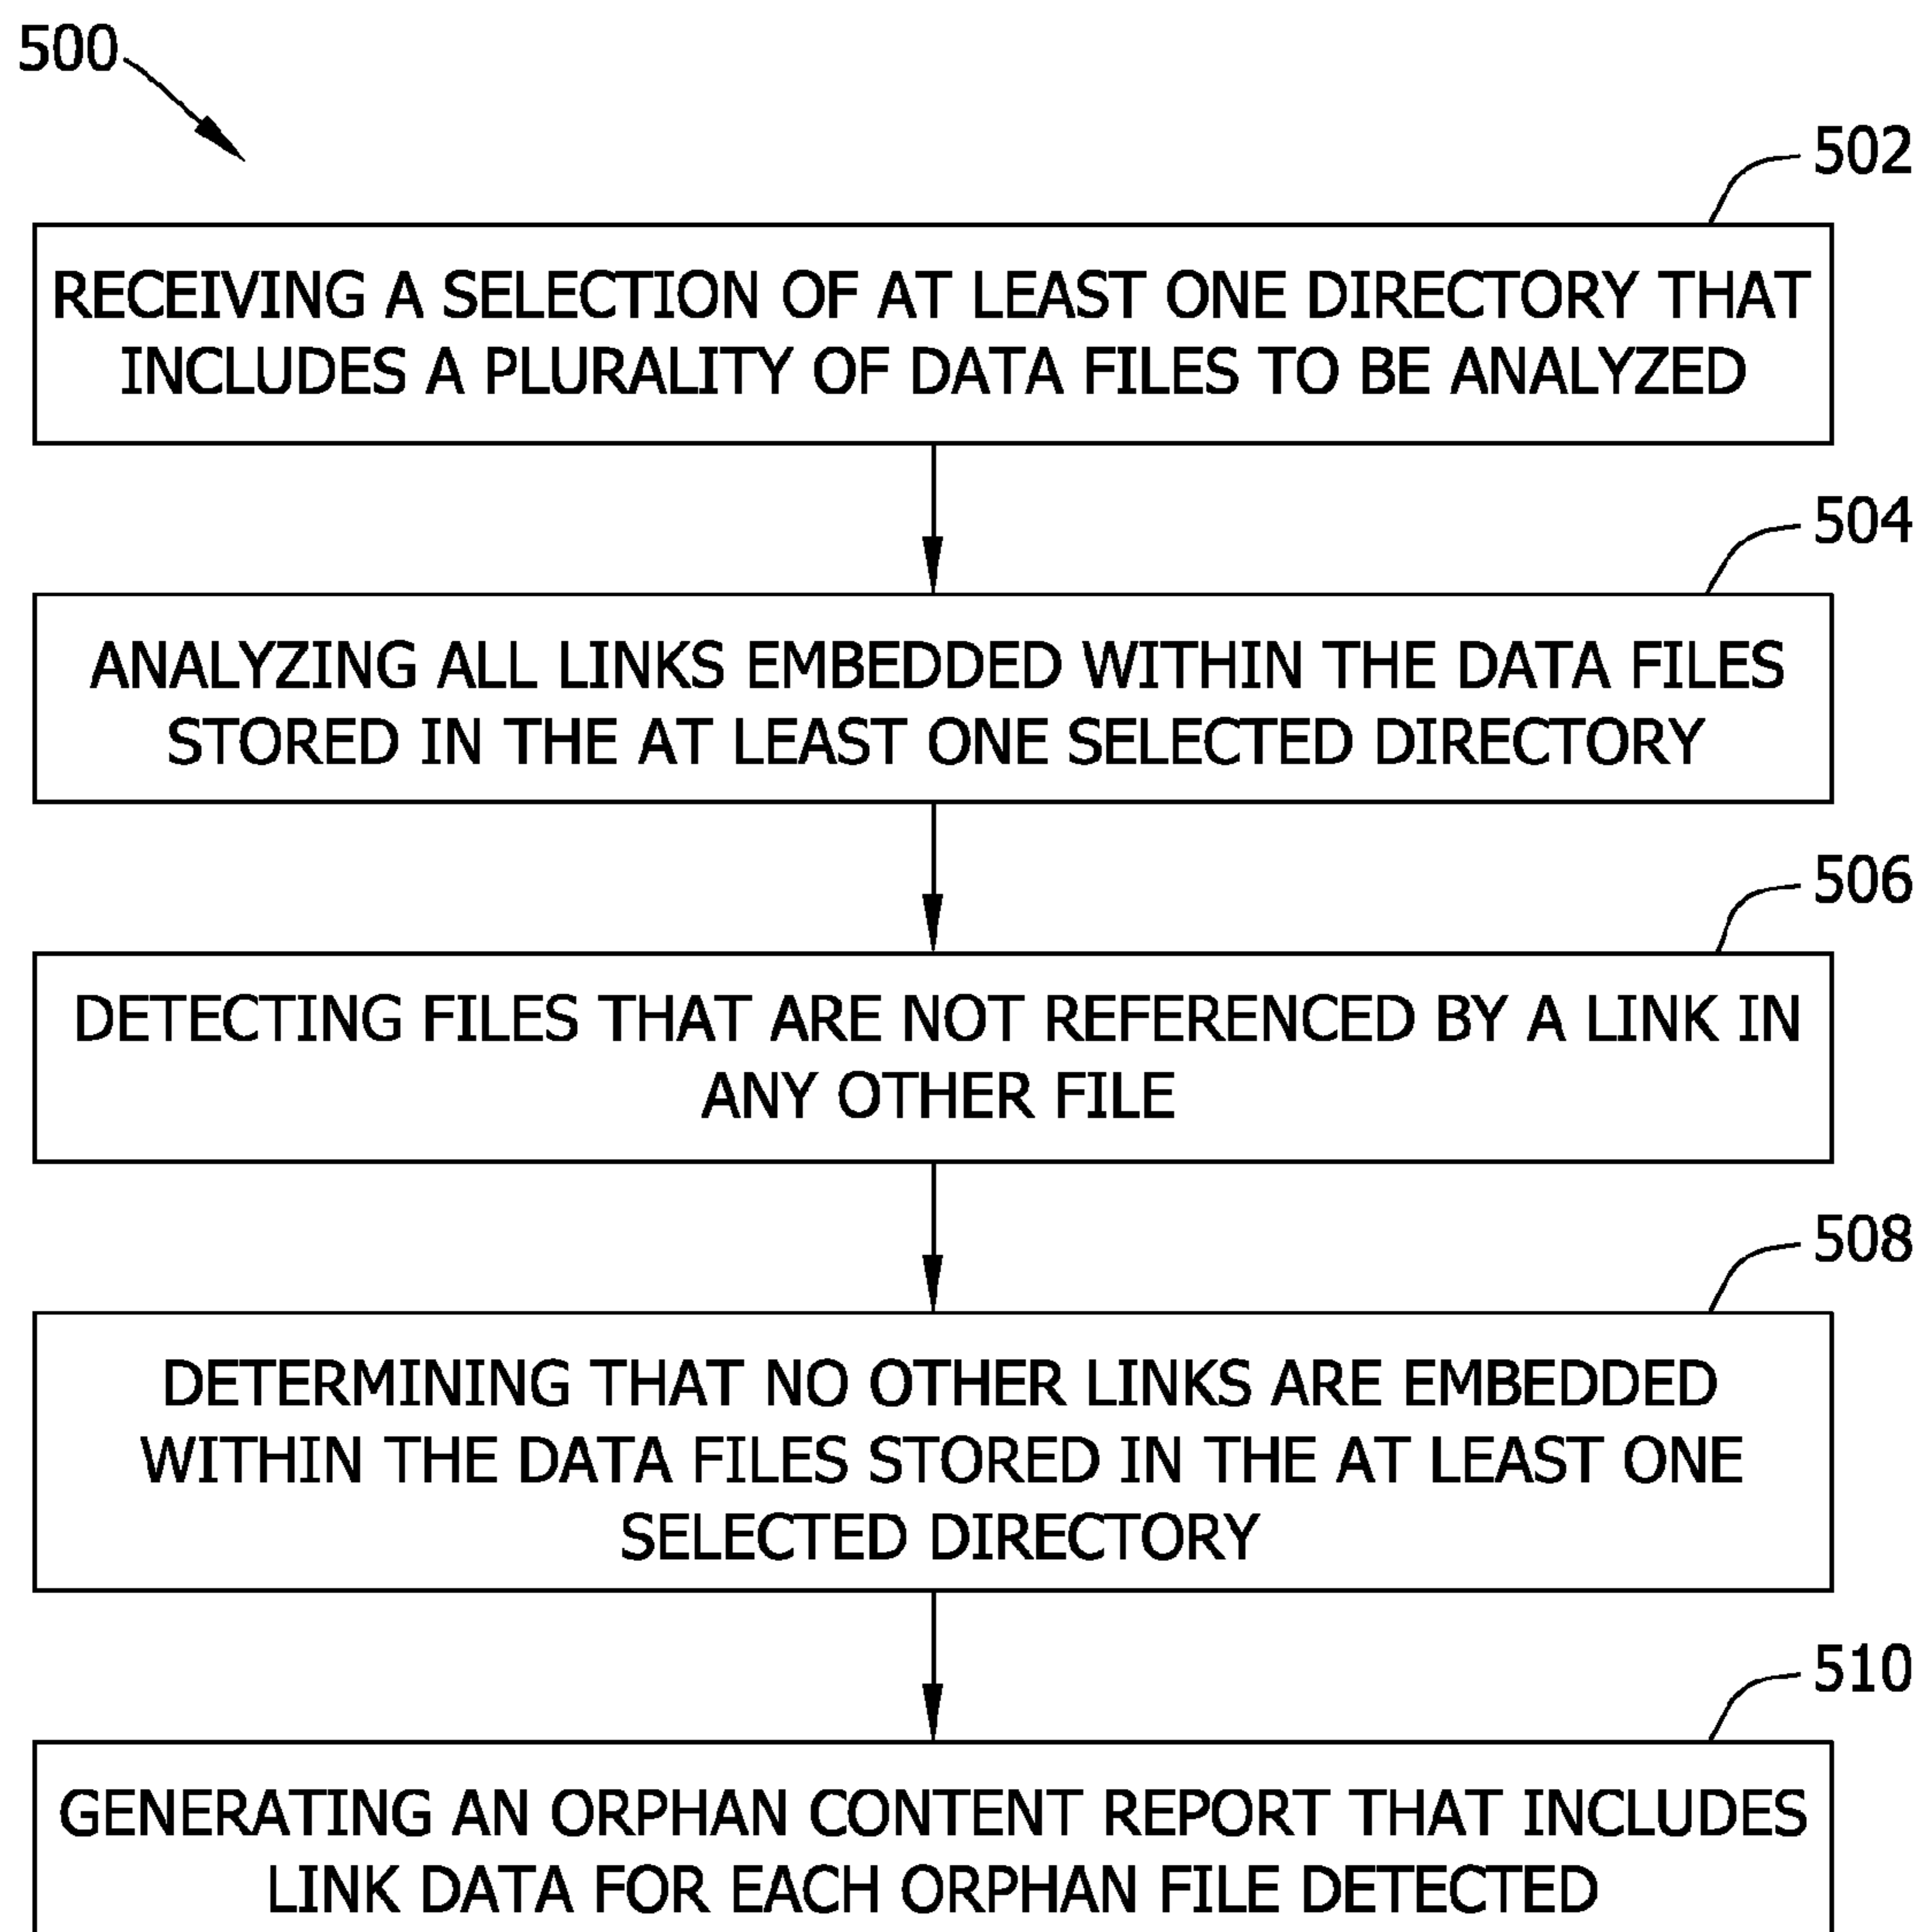 500
502
RECEIVING A SELECTION OF AT LEAST ONE DIRECTORY THAT
INCLUDES A PLURALITY OF DATA FILES TO BE ANALYZED
504
ANALYZING ALL LINKS EMBEDDED WITHIN THE DATA FILES
STORED IN THE AT LEAST ONE SELECTED DIRECTORY
506
DETECTING FILES THAT ARE NOT REFERENCED BY A LINK IN
ANY OTHER FILE
508
DETERMINING THAT NO OTHER LINKS ARE EMBEDDED
WITHIN THE DATA FILES STORED IN THE AT LEAST ONE
SELECTED DIRECTORY
510
GENERATING AN ORPHAN CONTENT REPORT THAT INCLUDES
LINK DATA FOR EACH ORPHAN FILE DETECTED